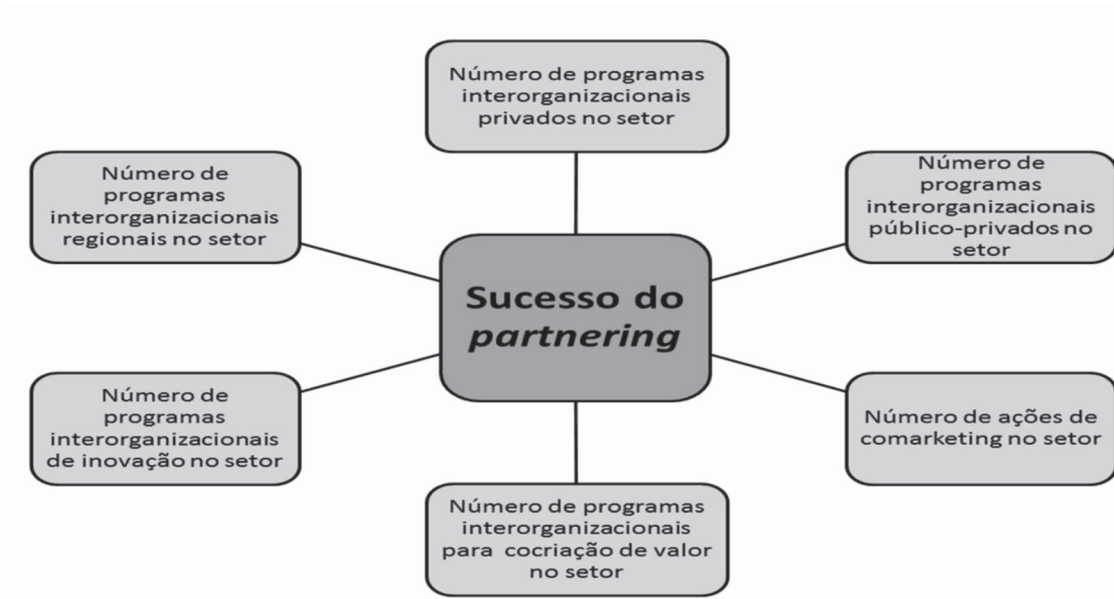 Número de programas
interorganizacionais
privados no setor
Número de
programas
interorganizacionais
regionais no setor
Número de
programas
interorganizacionais
público-privados no
setor
Sucesso do
partnering
Número de
programas
interorganizacionais
de inovação no setor
Número de ações de
comarketing no setor
Número de programas
interorganizacionais
para cocriação de valor
no setor